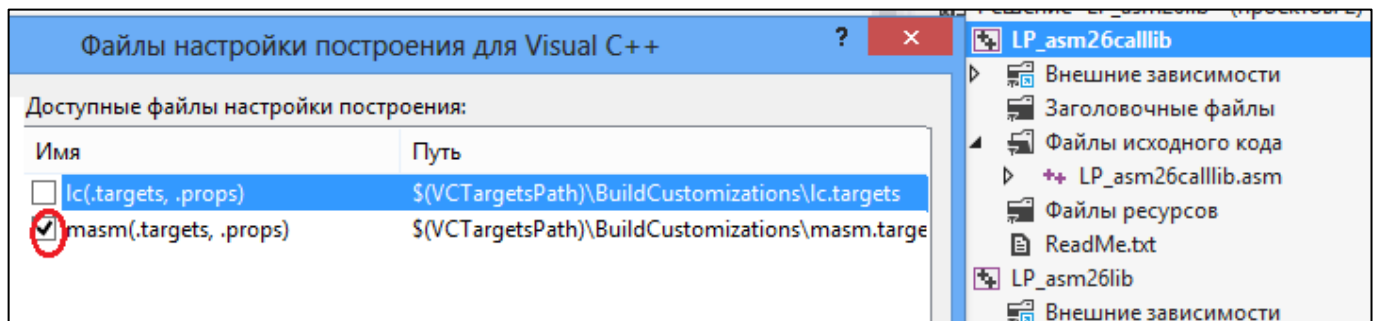 Файлы настройки построения для Visual C++
?
Доступные файлы настройки построения:
Имя Путь
lc(.targets, .props) $(VCTargetsPath)\BuildCustomizations\lc.targets
masm(.targets, .props) $(VCTargetsPath)\BuildCustomizations\masm.targe
LP_asm26calllib
Внешние зависимости
Заголовочные файлы
Файлы исходного кода
LP_asm26calllib.asm
Файлы ресурсов
ReadMe.txt
LP_asm26lib
Внешние зависимости